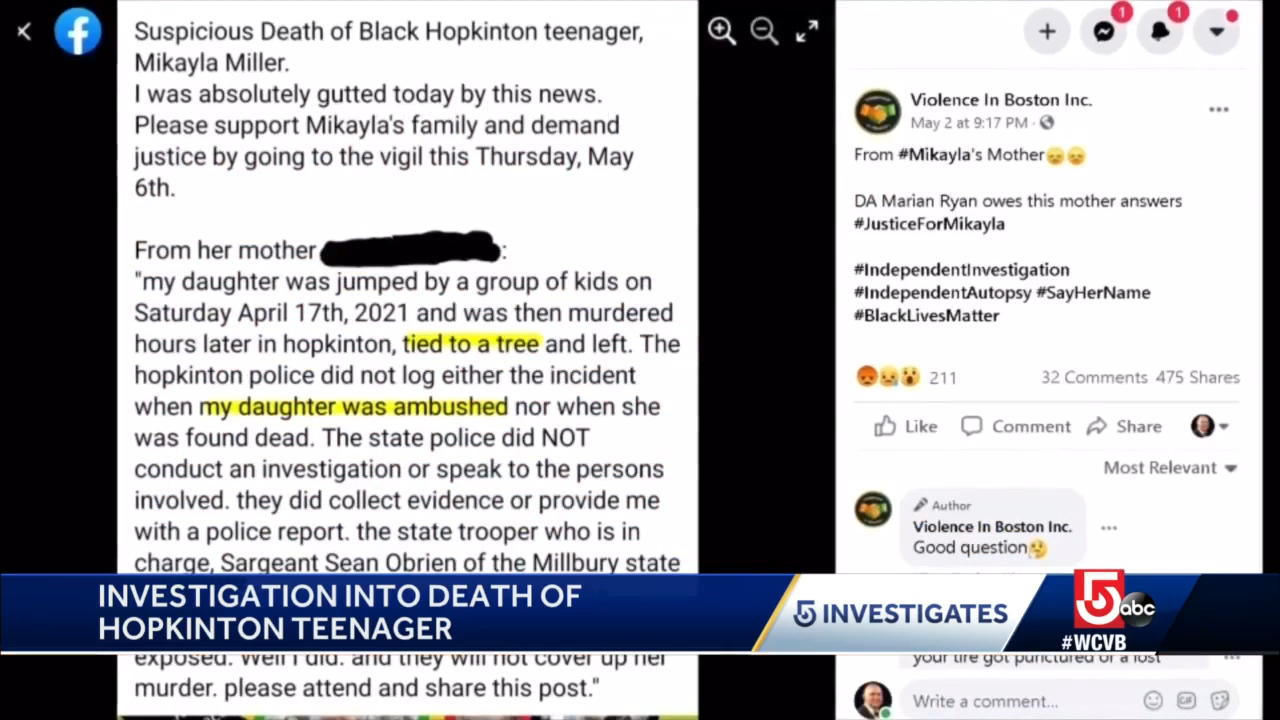 Suspicious Death of Black Hopkinton teenager,
Mikayla Miller.
I was absolutely gutted today by this news.
Please support Mikayla's family and demand
justice by going to the vigil this Thursday, May
6th.
From her mother :
"my daughter was jumped by a group of kids on
Saturday April 17th, 2021 and was then murdered
hours later in hopkinton, tied to a tree and left. The
hopkinton police did not log either the incident
when my daughter was ambushed nor when she
was found dead. The state police did NOT
conduct an investigation or speak to the persons
involved. they did collect evidence or provide me
with a police report. the state trooper who is in
charge, Sargeant Sean Obrien of the Millbury state
exposed. Well I did. and they will not cover up her
murder. please attend and share this post."
1
1
Violence In Boston Inc.
May 2 at 9:17 PM ·
From #Mikayla's Mother😞😞
DA Marian Ryan owes this mother answers
#JusticeForMikayla
#IndependentInvestigation
#IndependentAutopsy #SayHerName
#BlackLivesMatter
211
32 Comments 475 Shares
Like Comment Share
Most Relevant
Author
Violence In Boston Inc.
Good question🤔
your tire got punctured or a lost
Write a comment...
GIF
INVESTIGATION INTO DEATH OF
HOPKINTON TEENAGER
5 INVESTIGATES
5 abc
#WCVB